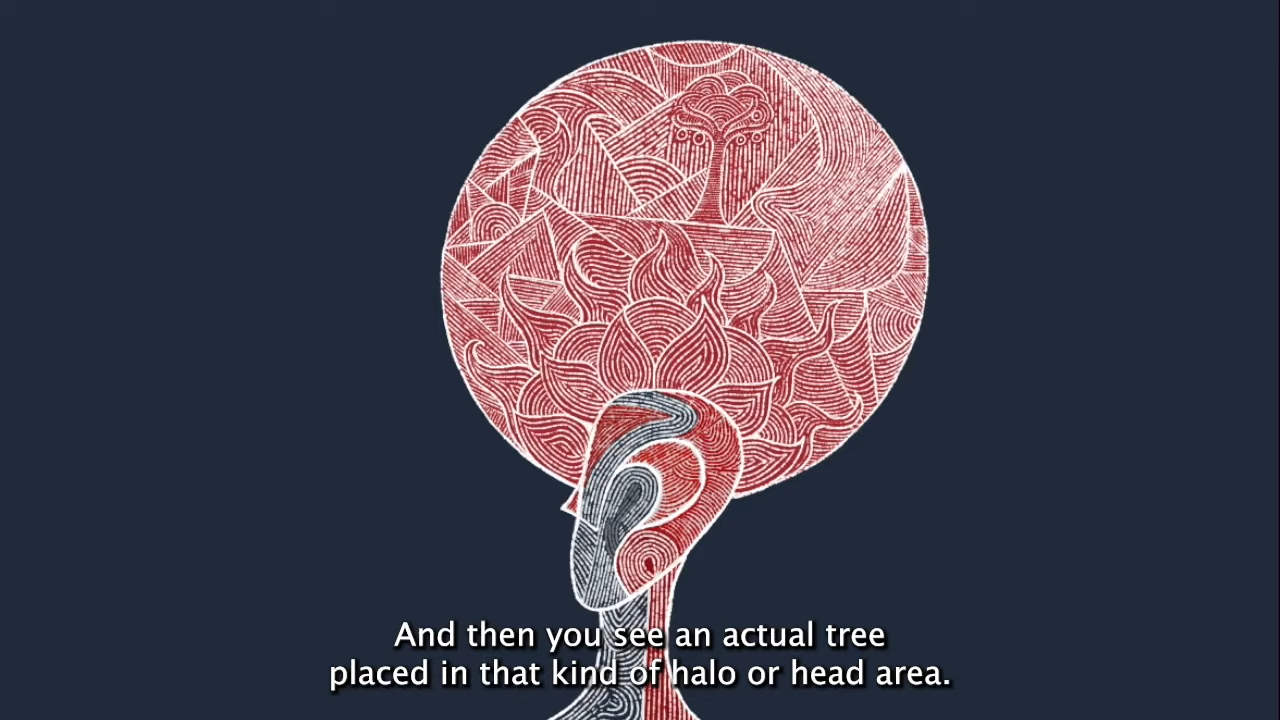 And then you see an actual tree
placed in that kind of halo or head area.